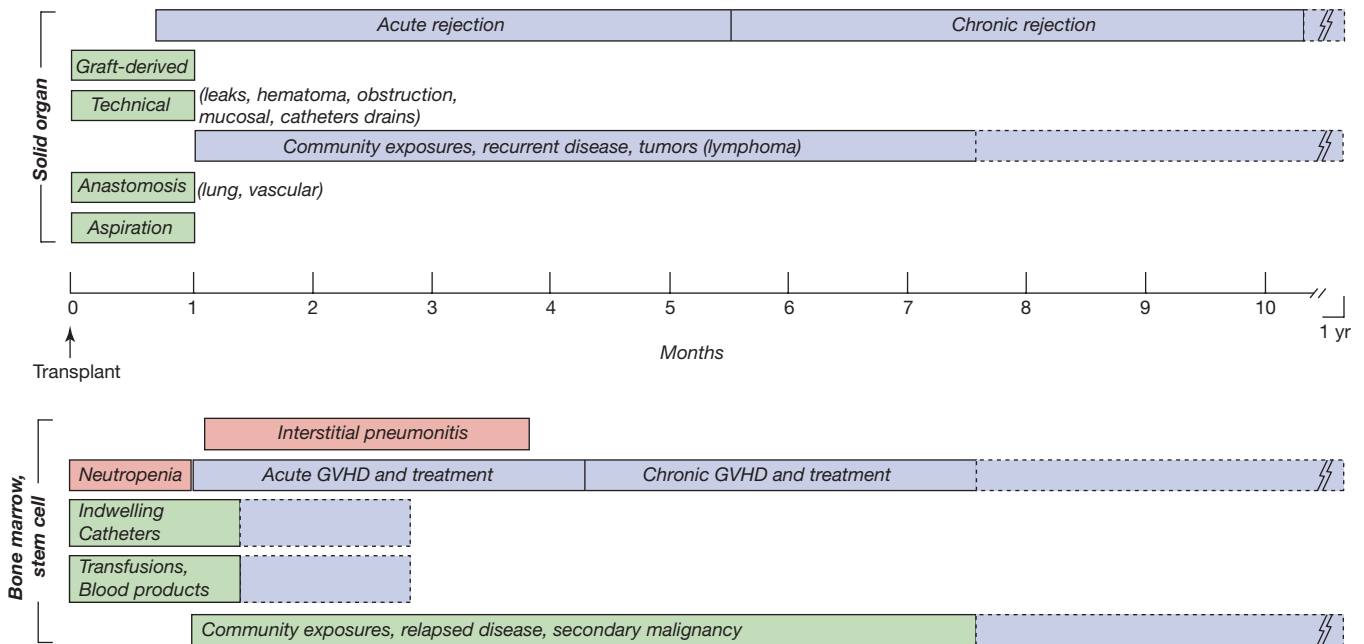 Solid organ
Acute rejection
Chronic rejection
Graft-derived
Technical
(leaks, hematoma, obstruction,
mucosal, catheters drains)
Community exposures, recurrent disease, tumors (lymphoma)
Anastomosis
(lung, vascular)
Aspiration
0 1 2 3 4 5 6 7 8 9 10
1 yr
Months
Transplant
Bone marrow,
stem cell
Interstitial pneumonitis
Neutropenia
Acute GVHD and treatment
Chronic GVHD and treatment
Indwelling
Catheters
Transfusions,
Blood products
Community exposures, relapsed disease, secondary malignancy